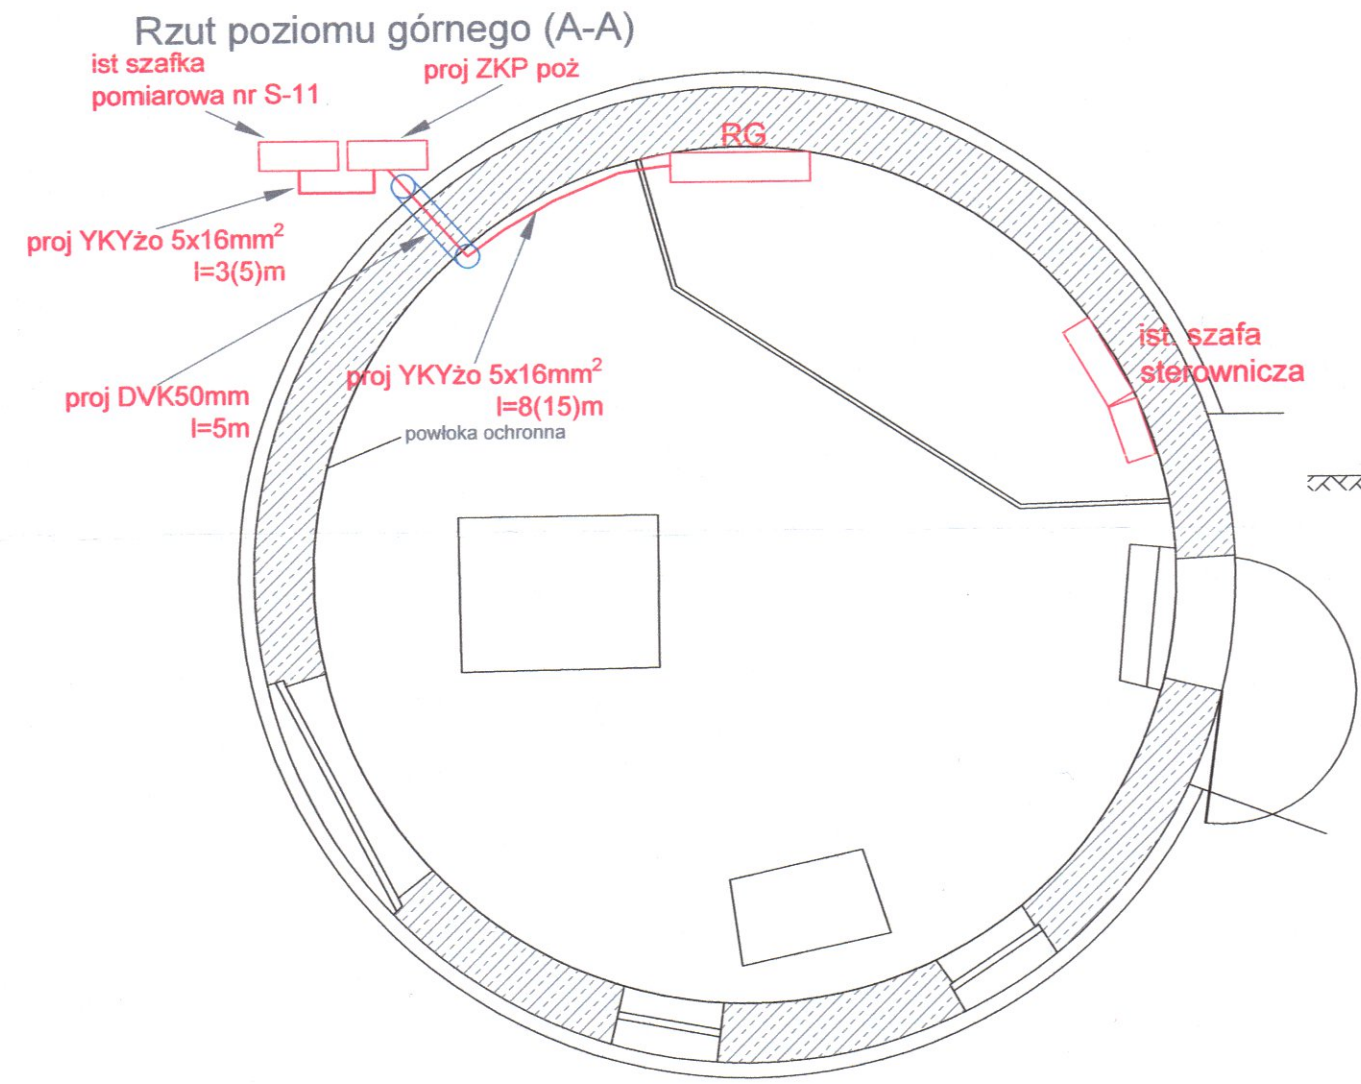 Rzut poziomu górnego (A-A)
ist szafka
pomiarowa nr S-11
proj ZKP poż
RG
proj YKYżo 5x16mm²
l=3(5)m
ist. szafa
sterownicza
proj DVK50mm
l=5m
proj YKYżo 5x16mm²
l=8(15)m
powłoka ochronna